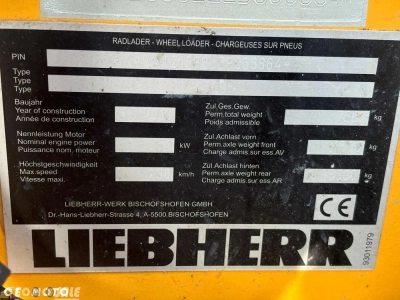 RADLADER - WHEEL LOADER - CHARGEUSES SUR PNEUS
PIN
Type
Type
Type
Baujahr
Year of construction
Année de construction
Nennleistung Motor
Nominal engine power
Puissance nom. moteur
kW
Höchstgeschwindigkeit
Max.speed
Vitesse maxi.
km/h
Zul.Ges.Gew.
Perm.total weight
Poids admissible
kg
Zul.Achlast vorn
Perm.axle weight front
Charge admis.sur ess.AV
kg
Zul.Achlast hinten
Perm.axle weight rear
Charge admis.sur ess.AR
kg
LIEBHERR-WERK BISCHOFSHOFEN GMBH
Dr.-Hans-Liebherr-Strasse 4, A-5500 BISCHOFSHOFEN
CE
LIEBHERR
93011979